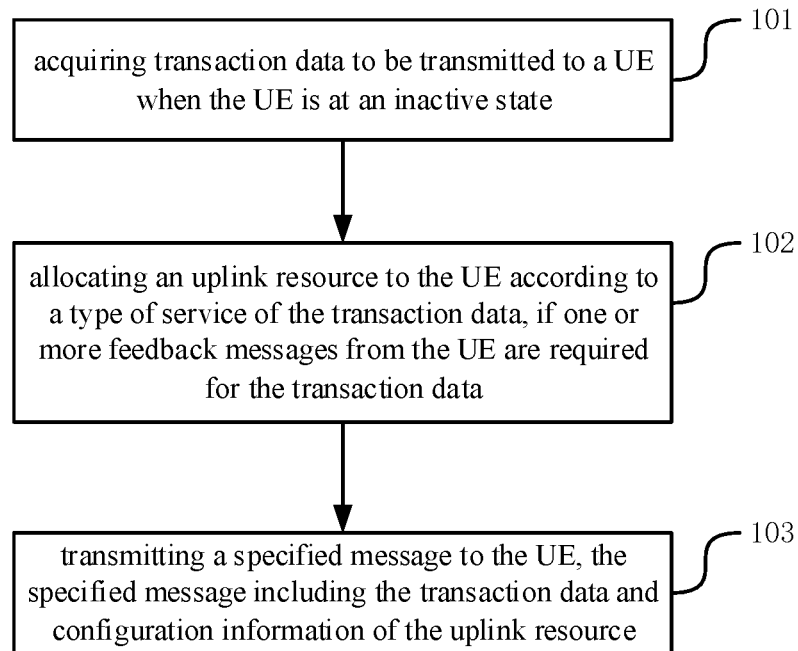 101
acquiring transaction data to be transmitted to a UE
when the UE is at an inactive state
102
allocating an uplink resource to the UE according to
a type of service of the transaction data, if one or
more feedback messages from the UE are required
for the transaction data
103
transmitting a specified message to the UE, the
specified message including the transaction data and
configuration information of the uplink resource